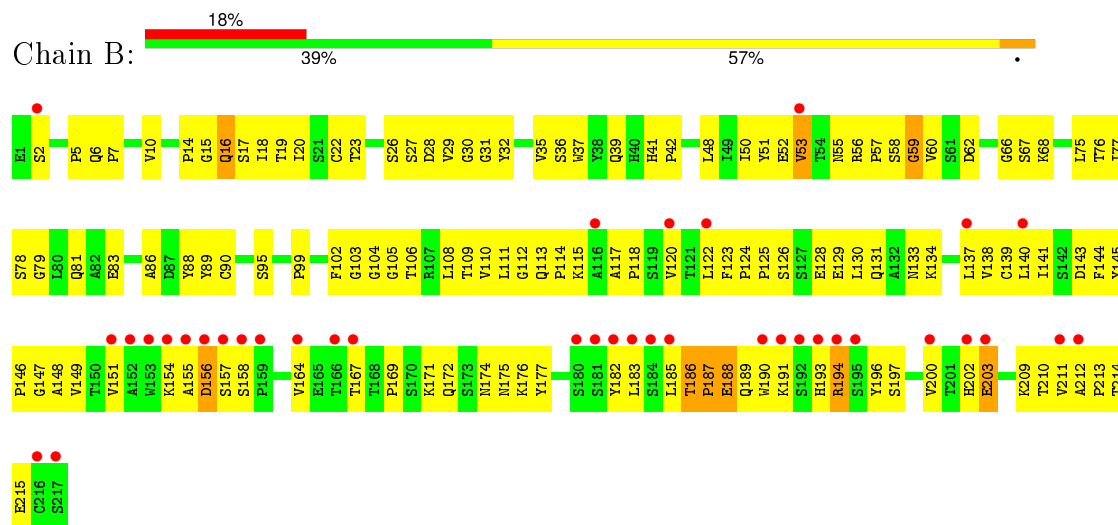 18%
Chain B:
39% 57% •
E1 S2 P5 Q6 P7 V10 P14 G15 Q16 S17 I18 T19 I20 S21 C22 T23 S26 S27 D28 V29 G30 G31 Y32 V35 S36 W37 Y38 Q39 H40 H41 P42 L48 I49 I50 Y51 E52 V53 T54 N55 R56 P57 S58 G59 V60 S61 D62 G66 S67 K68 L75 T76 I77
S78 G79 L80 Q81 A82 E83 A86 D87 Y88 Y89 C90 S95 P99 F102 G103 G104 G105 T106 R107 L108 T109 V110 L111 G112 Q113 P114 K115 A116 A117 P118 S119 V120 T121 L122 F123 P124 P125 S126 S127 E128 E129 L130 Q131 A132 N133 K134 L137 V138 C139 L140 I141 S142 D143 F144 Y145
P146 G147 A148 V149 T150 V151 A152 W153 K154 A155 D156 S157 S158 P159 V164 E165 T166 T167 T168 P169 S170 K171 Q172 S173 N174 N175 K176 Y177 S180 S181 Y182 L183 S184 L185 T186 P187 E188 Q189 W190 K191 S192 H193 R194 S195 Y196 S197 V200 T201 H202 E203 K209 T210 V211 A212 P213 T214
E215 C216 S217